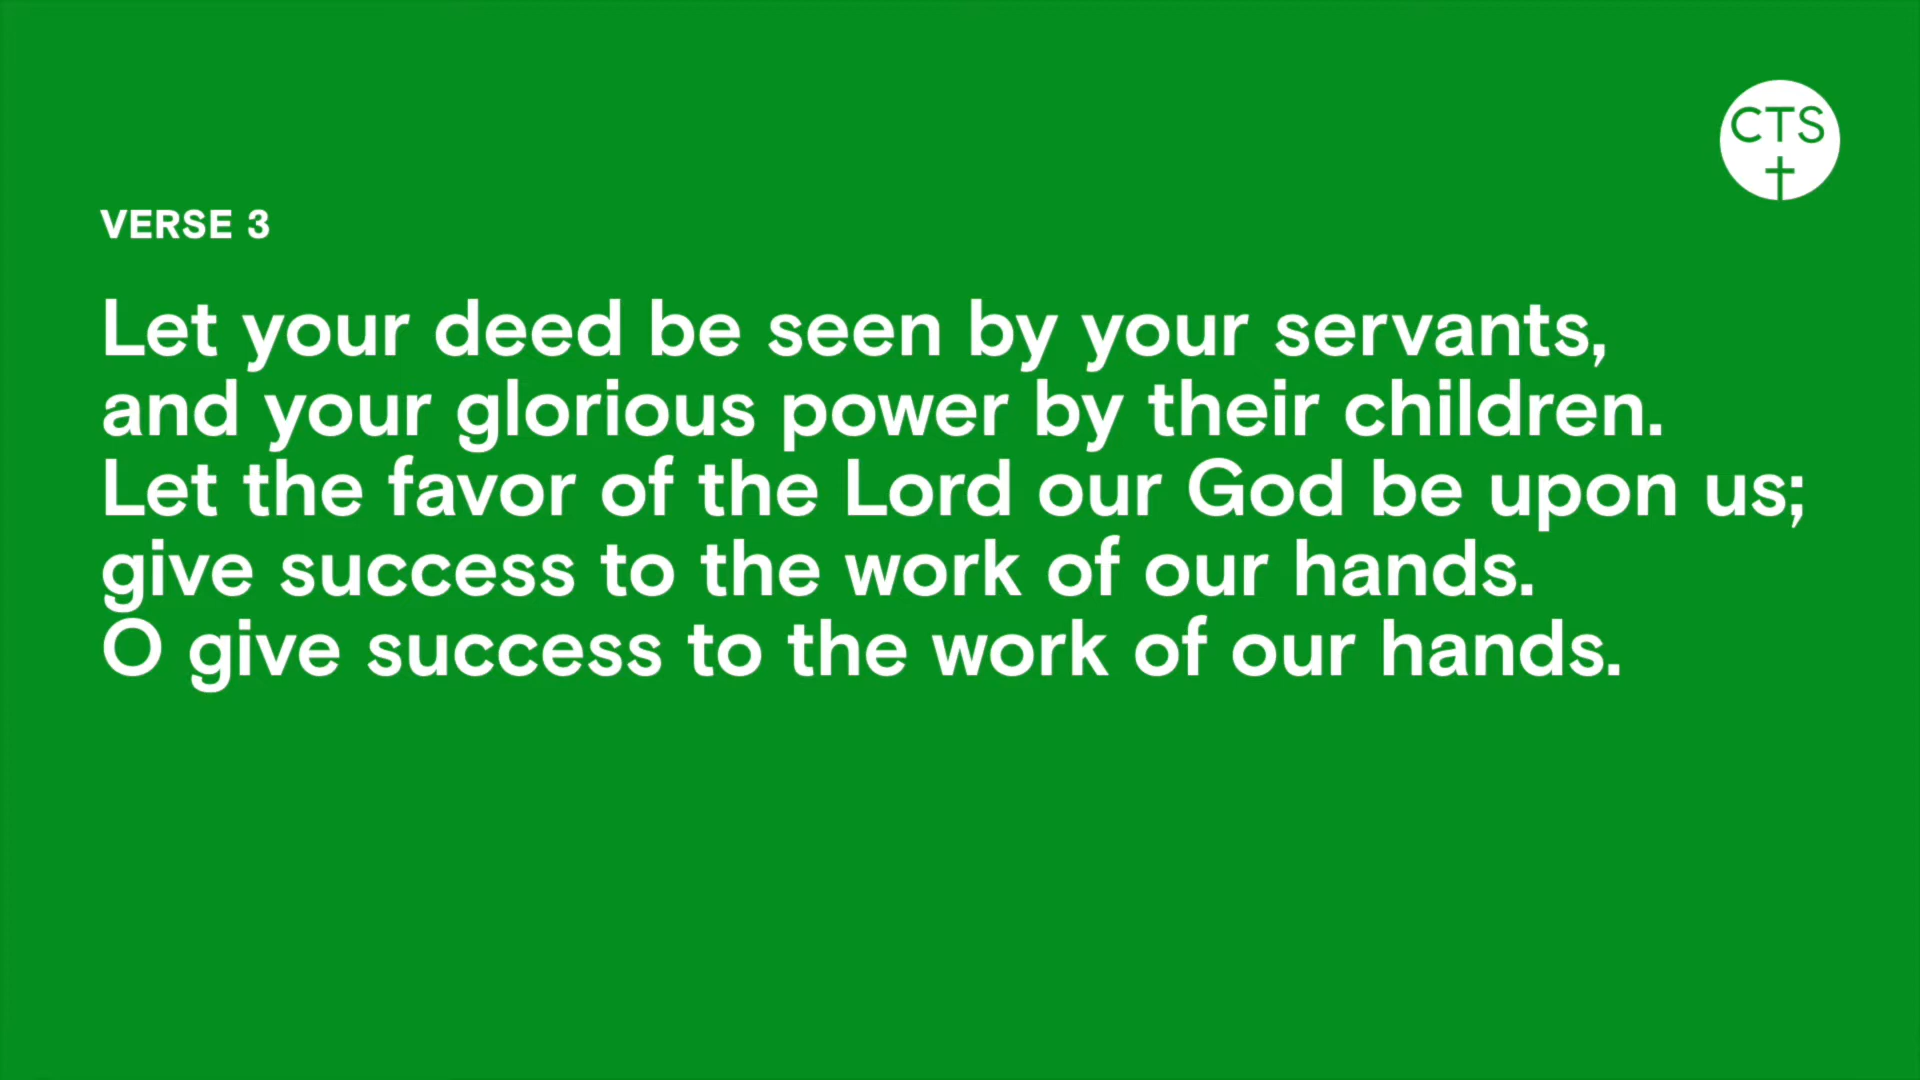 CTS
VERSE 3
Let your deed be seen by your servants,
and your glorious power by their children.
Let the favor of the Lord our God be upon us;
give success to the work of our hands.
O give success to the work of our hands.